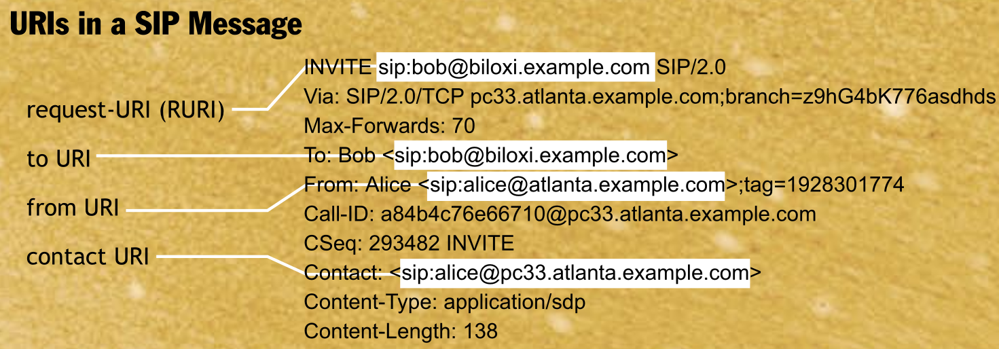 URIs in a SIP Message
INVITE sip:bob@biloxi.example.com SIP/2.0
Via: SIP/2.0/TCP pc33.atlanta.example.com;branch=z9hG4bK776asdhds
request-URI (RURI)
Max-Forwards: 70
to URI
To: Bob <sip:bob@biloxi.example.com>
From: Alice <sip:alice@atlanta.example.com>;tag=1928301774
from URI
Call-ID: a84b4c76e66710@pc33.atlanta.example.com
CSeq: 293482 INVITE
contact URI
Contact: <sip:alice@pc33.atlanta.example.com>
Content-Type: application/sdp
Content-Length: 138